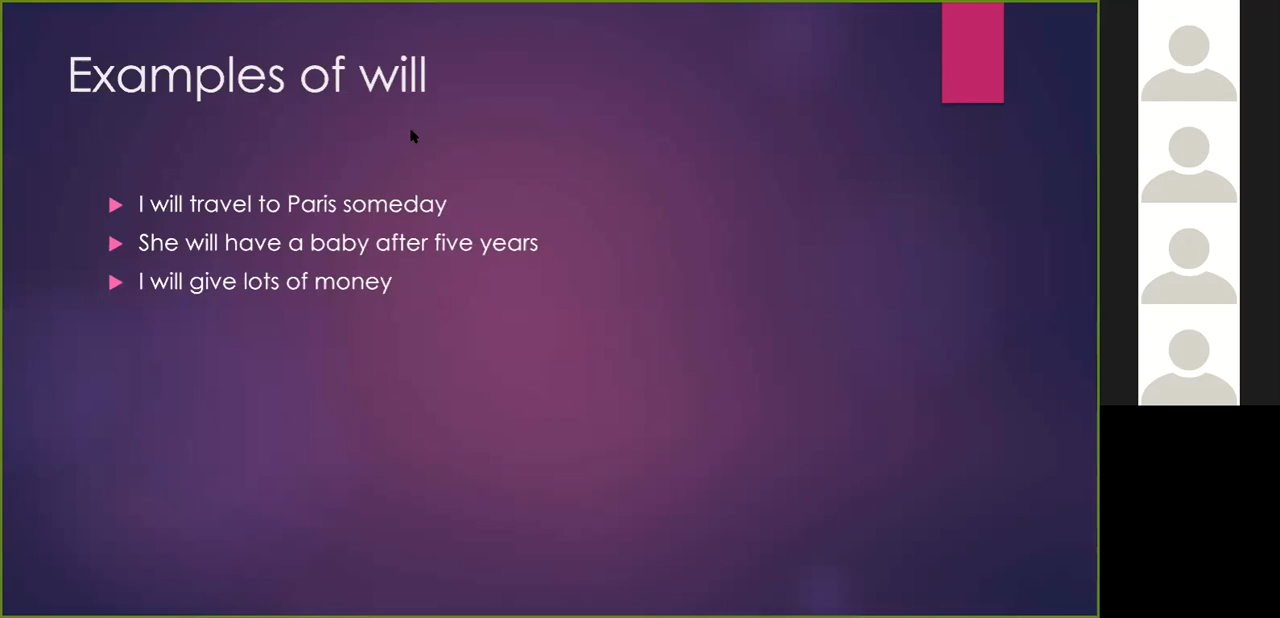 Examples of will
I will travel to Paris someday
She will have a baby after five years
I will give lots of money